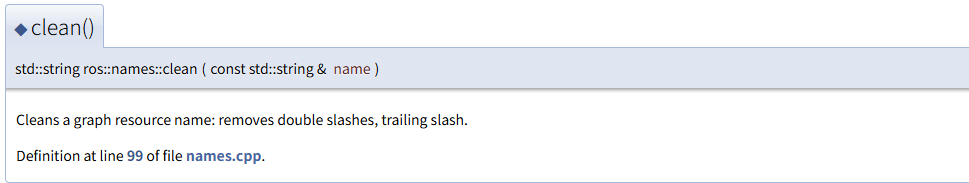 ◆ clean()
std::string ros::names::clean ( const std::string & name )
Cleans a graph resource name: removes double slashes, trailing slash.
Definition at line 99 of file names.cpp.